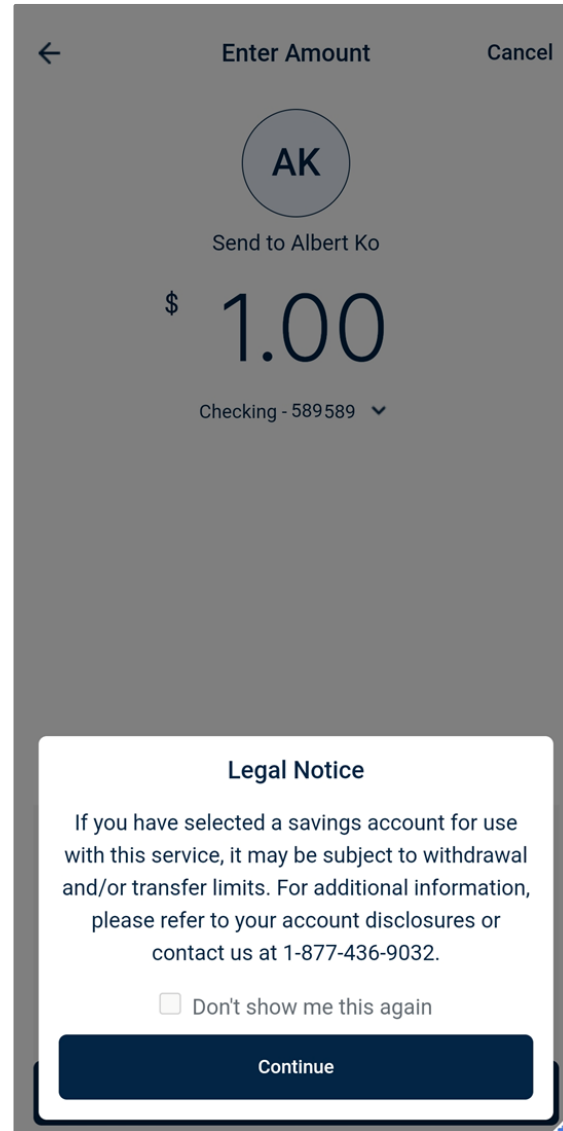 Enter Amount
Cancel
AK
Send to Albert Ko
$ 1.00
Checking - 589589
Legal Notice
If you have selected a savings account for use
with this service, it may be subject to withdrawal
and/or transfer limits. For additional information,
please refer to your account disclosures or
contact us at 1-877-436-9032.
Don't show me this again
Continue